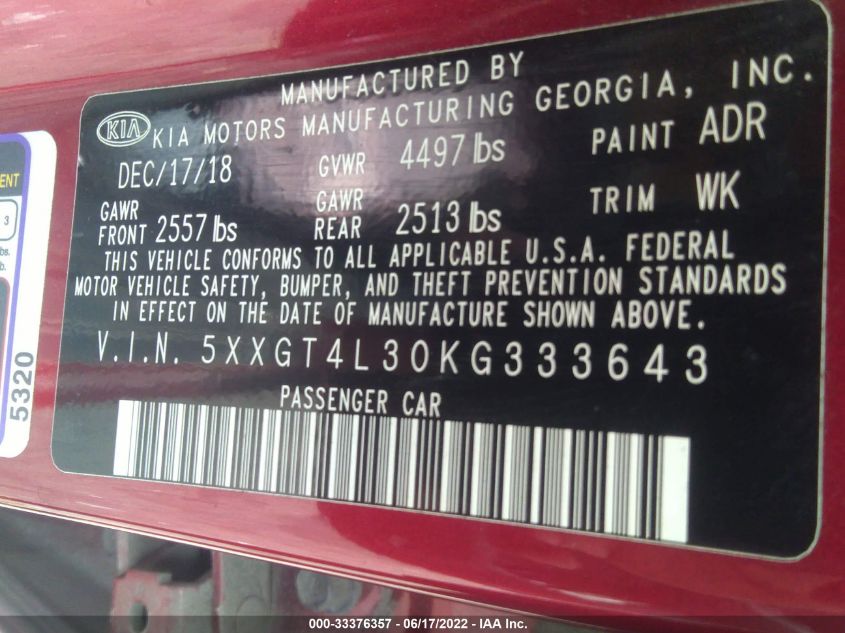 MANUFACTURED BY
KIA KIA MOTORS MANUFACTURING GEORGIA, INC.
DEC/17/18 GVWR 4497 lbs PAINT ADR
GAWR FRONT 2557 lbs GAWR REAR 2513 lbs TRIM WK
THIS VEHICLE CONFORMS TO ALL APPLICABLE U.S.A. FEDERAL
MOTOR VEHICLE SAFETY, BUMPER, AND THEFT PREVENTION STANDARDS
IN EFFECT ON THE DATE OF MANUFACTURE SHOWN ABOVE.
V.I.N. 5XXGT4L30KG333643
PASSENGER CAR
ENT
3
bs.
b.
5320
000-33376357 - 06/17/2022 - IAA Inc.